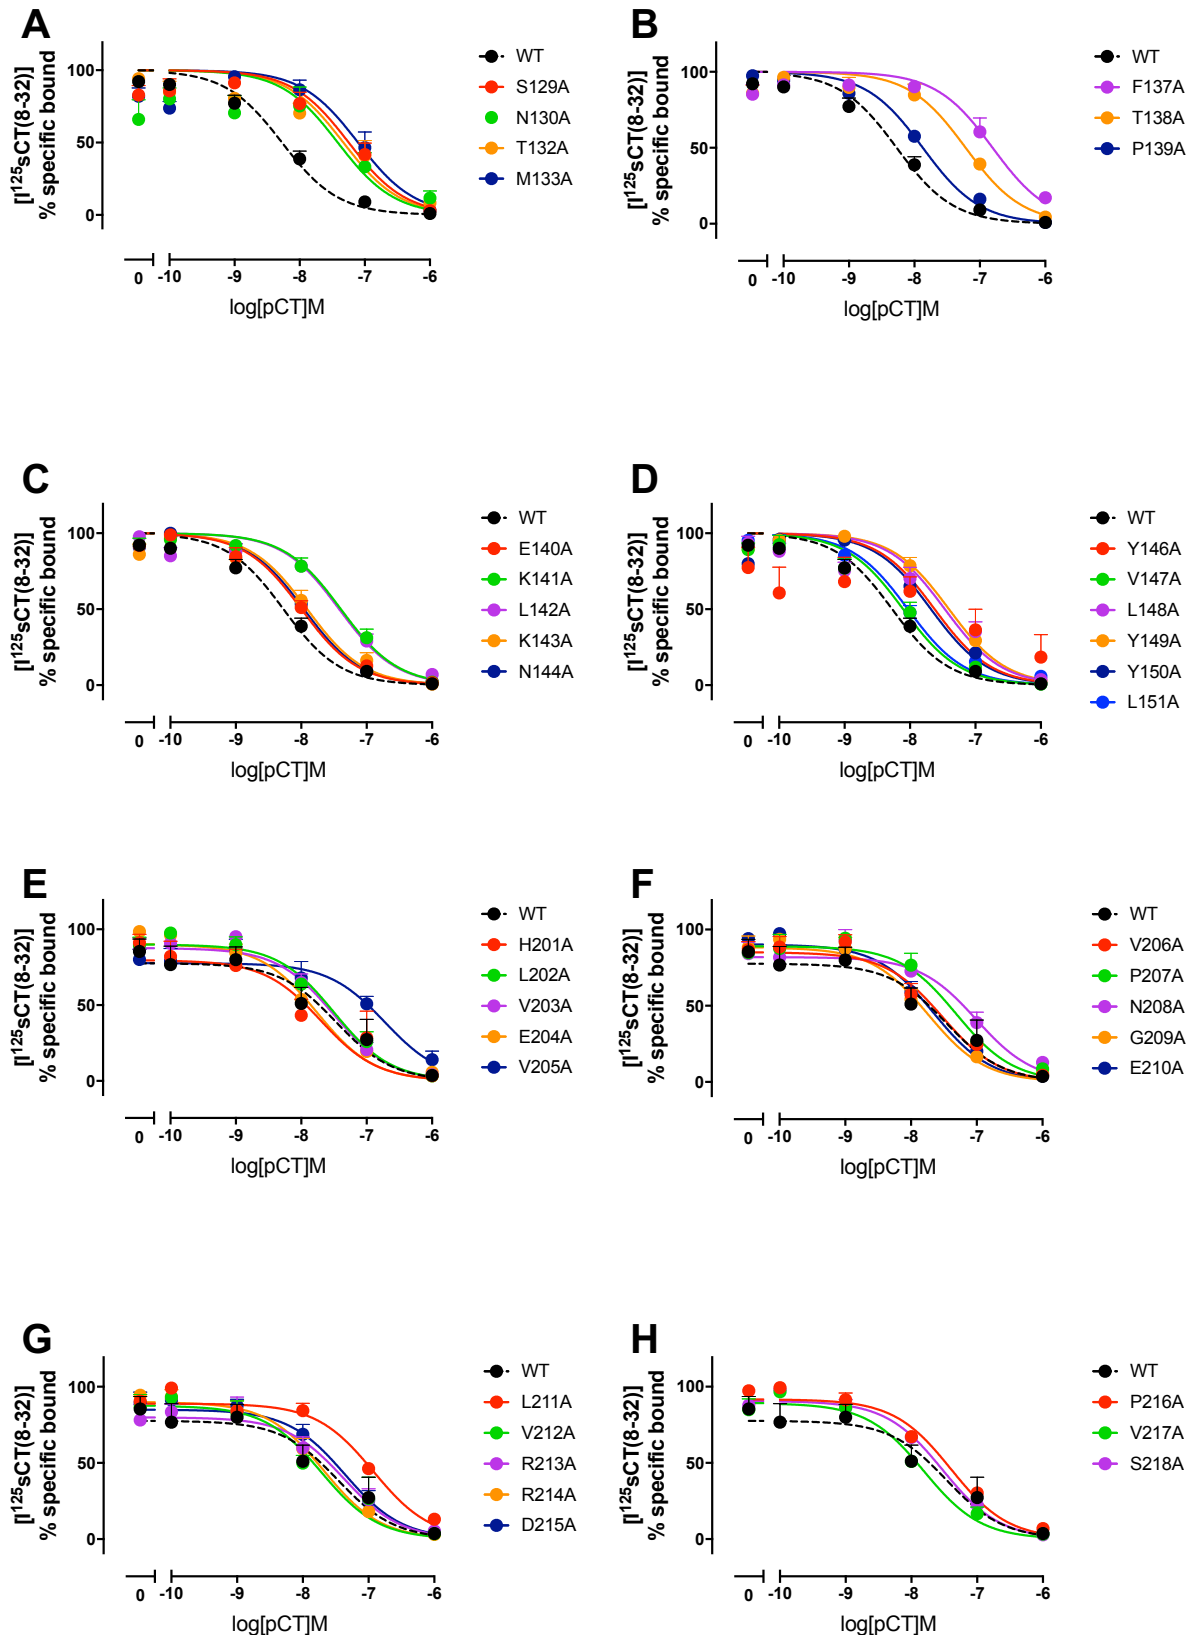 A
[I¹²⁵sCT(8-32)]
% specific bound
100
50
0
0 -10 -9 -8 -7 -6
log[pCT]M
WT
S129A
N130A
T132A
M133A
B
[I¹²⁵sCT(8-32)]
% specific bound
100
50
0
0 -10 -9 -8 -7 -6
log[pCT]M
WT
F137A
T138A
P139A
C
[I¹²⁵sCT(8-32)]
% specific bound
100
50
0
0 -10 -9 -8 -7 -6
log[pCT]M
WT
E140A
K141A
L142A
K143A
N144A
D
[I¹²⁵sCT(8-32)]
% specific bound
100
50
0
0 -10 -9 -8 -7 -6
log[pCT]M
WT
Y146A
V147A
L148A
Y149A
Y150A
L151A
E
[I¹²⁵sCT(8-32)]
% specific bound
100
50
0
0 -10 -9 -8 -7 -6
log[pCT]M
WT
H201A
L202A
V203A
E204A
V205A
F
[I¹²⁵sCT(8-32)]
% specific bound
100
50
0
0 -10 -9 -8 -7 -6
log[pCT]M
WT
V206A
P207A
N208A
G209A
E210A
G
[I¹²⁵sCT(8-32)]
% specific bound
100
50
0
0 -10 -9 -8 -7 -6
log[pCT]M
WT
L211A
V212A
R213A
R214A
D215A
H
[I¹²⁵sCT(8-32)]
% specific bound
100
50
0
0 -10 -9 -8 -7 -6
log[pCT]M
WT
P216A
V217A
S218A